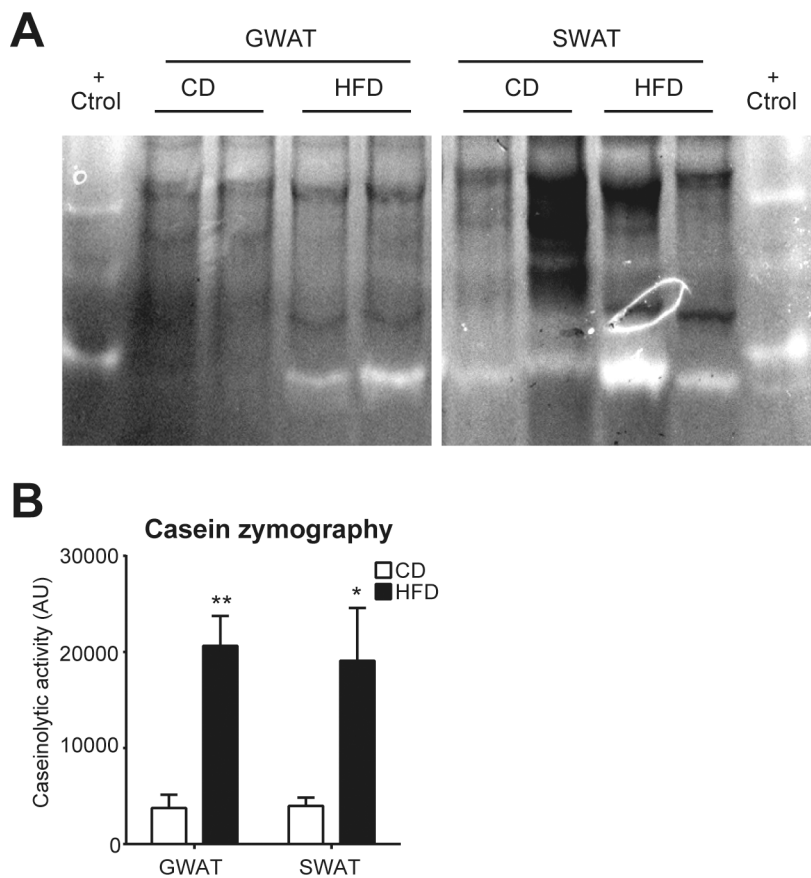 A
GWAT
SWAT
+
Ctrol
CD
HFD
CD
HFD
+
Ctrol
B
Casein zymography
30000
20000
10000
0
Caseinolytic activity (AU)
CD
HFD
**
*
GWAT
SWAT